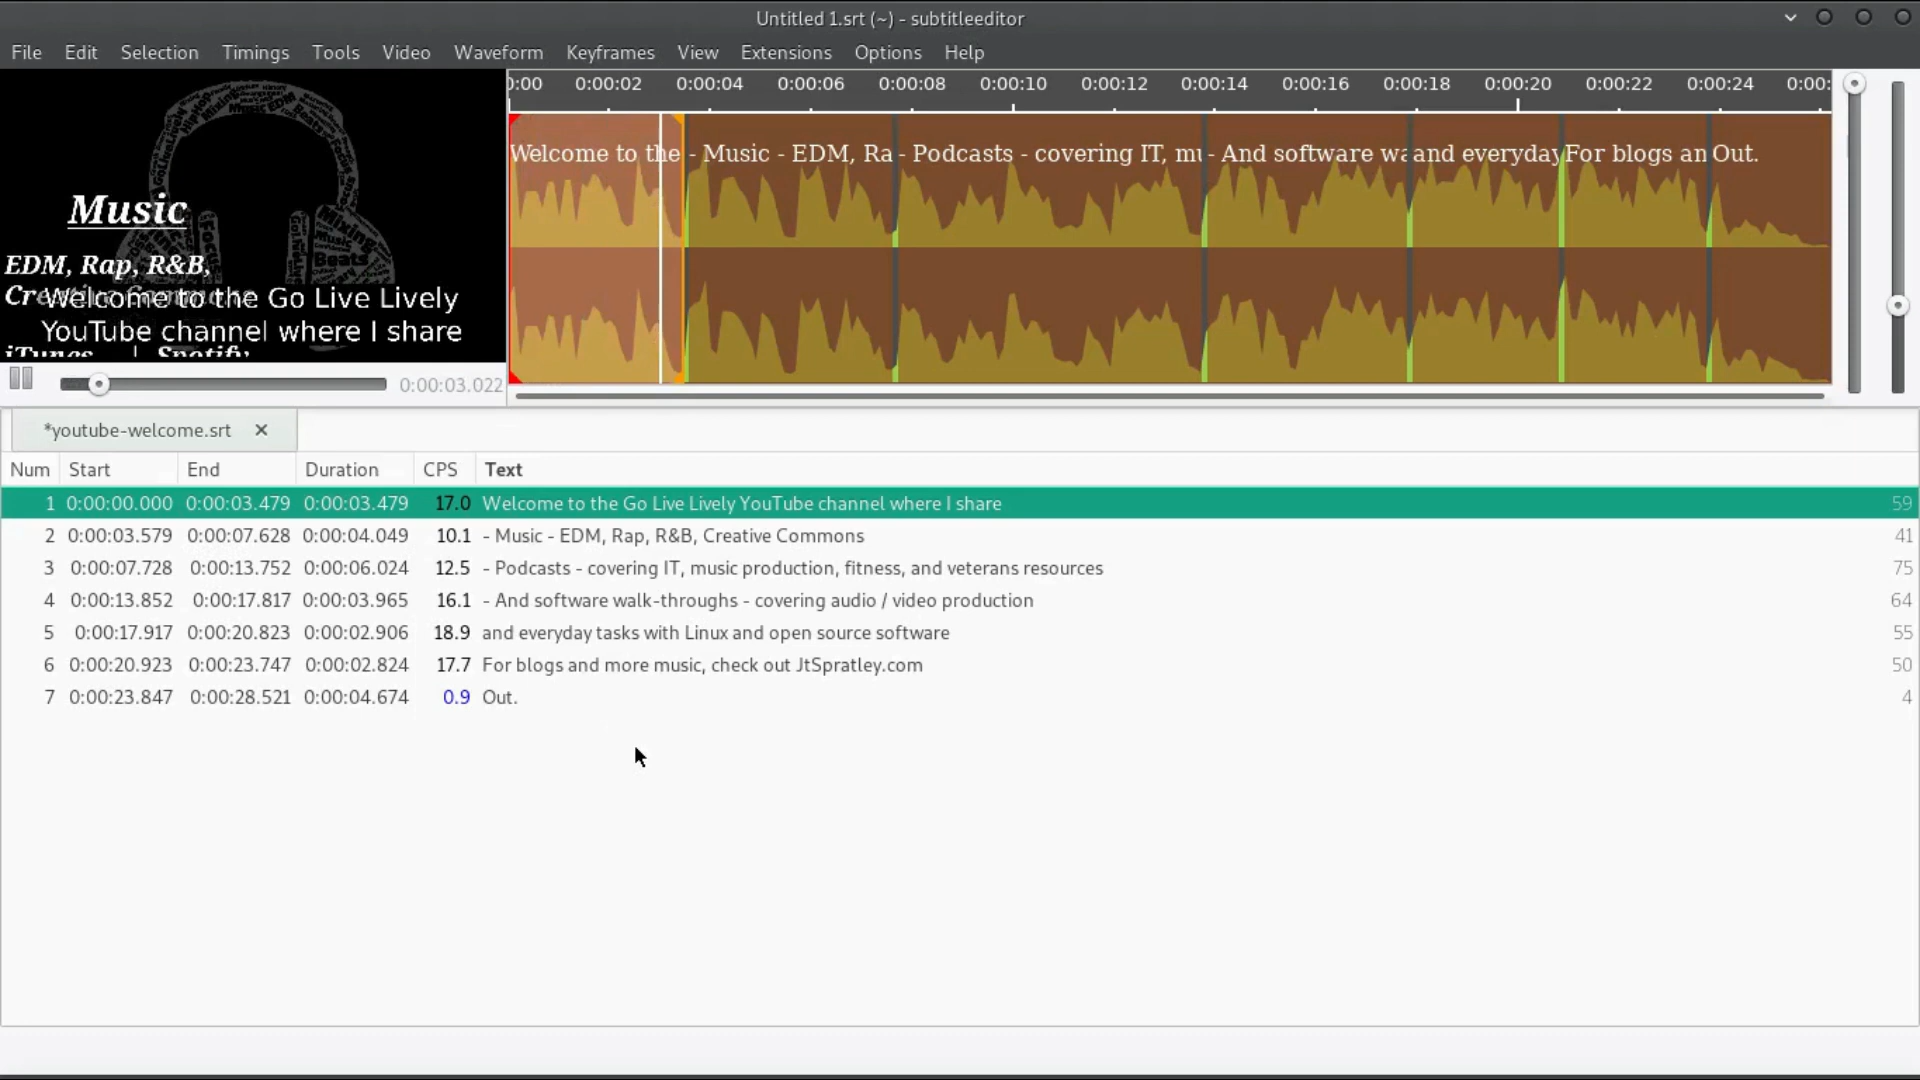 Untitled 1.srt (~) - subtitleeditor
File Edit Selection Timings Tools Video Waveform Keyframes View Extensions Options Help
Music
EDM, Rap, R&B,
Welcome to the Go Live Lively
YouTube channel where I share
iTunes | Spotify
0:00:03.022
0:00 0:00:02 0:00:04 0:00:06 0:00:08 0:00:10 0:00:12 0:00:14 0:00:16 0:00:18 0:00:20 0:00:22 0:00:24 0:00:
Welcome to the - Music - EDM, Ra - Podcasts - covering IT, mu - And software wa and everyday For blogs an Out.
*youtube-welcome.srt
Num Start End Duration CPS Text
1 0:00:00.000 0:00:03.479 0:00:03.479 17.0 Welcome to the Go Live Lively YouTube channel where I share 59
2 0:00:03.579 0:00:07.628 0:00:04.049 10.1 - Music - EDM, Rap, R&B, Creative Commons 41
3 0:00:07.728 0:00:13.752 0:00:06.024 12.5 - Podcasts - covering IT, music production, fitness, and veterans resources 75
4 0:00:13.852 0:00:17.817 0:00:03.965 16.1 - And software walk-throughs - covering audio / video production 64
5 0:00:17.917 0:00:20.823 0:00:02.906 18.9 and everyday tasks with Linux and open source software 55
6 0:00:20.923 0:00:23.747 0:00:02.824 17.7 For blogs and more music, check out JtSpratley.com 50
7 0:00:23.847 0:00:28.521 0:00:04.674 0.9 Out. 4